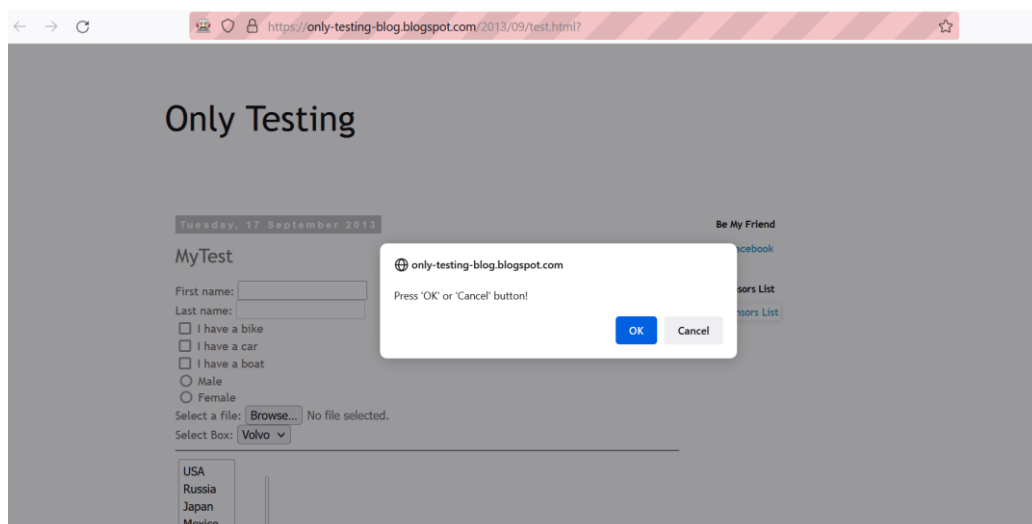 https://only-testing-blog.blogspot.com/2013/09/test.html?
Only Testing
Tuesday, 17 September 2013
MyTest
First name:
Last name:
I have a bike
I have a car
I have a boat
Male
Female
Select a file: Browse... No file selected.
Select Box: Volvo
USA
Russia
Japan
Mexico
only-testing-blog.blogspot.com
Press 'OK' or 'Cancel' button!
OK Cancel
Be My Friend
acebook
sors List
nsors List